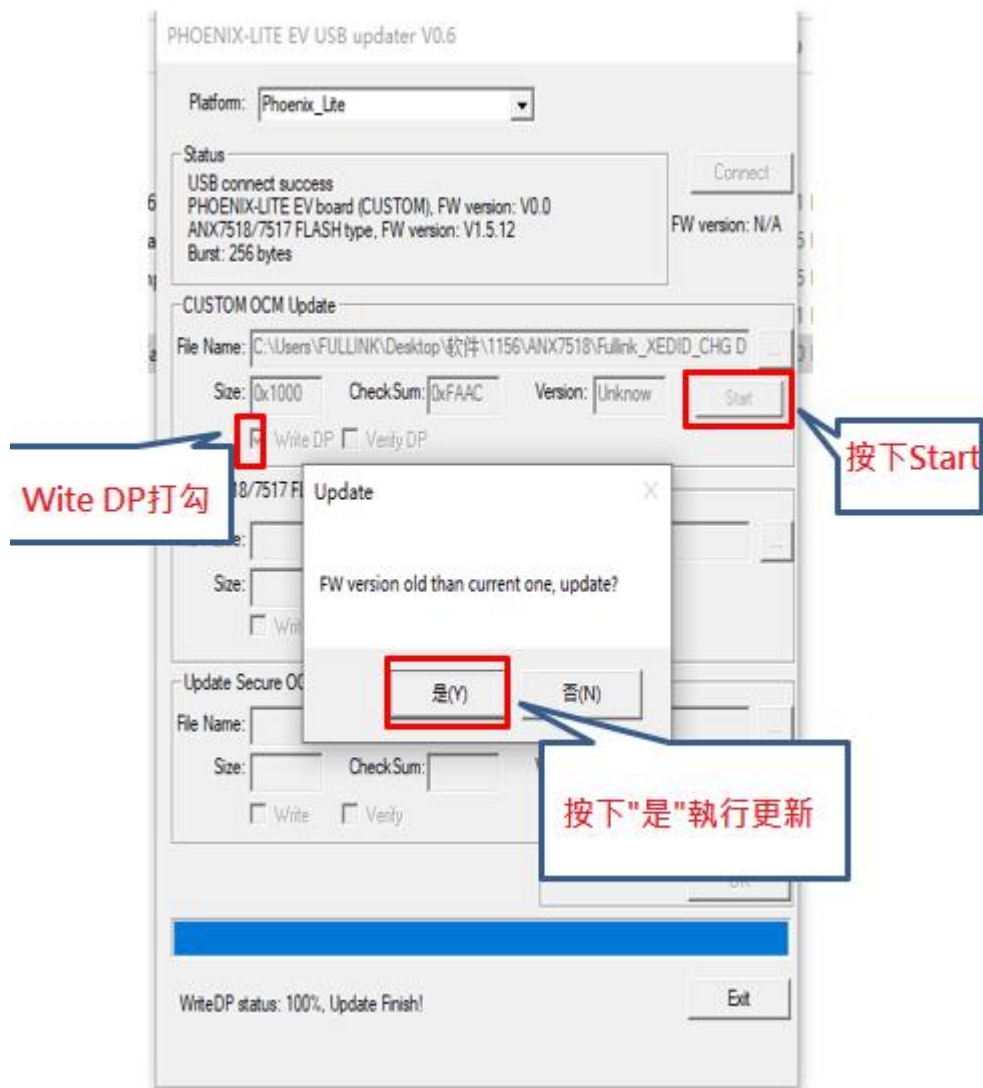 PHOENIX-LITE EV USB updater V0.6
Platform: Phoenix_Lite
Status
USB connect success
PHOENIX-LITE EV board (CUSTOM), FW version: V0.0
ANX7518/7517 FLASH type, FW version: V1.5.12
Burst: 256 bytes
Connect
FW version: N/A
CUSTOM OCM Update
File Name: C:\Users\FULLINK\Desktop\软件\1156\ANX7518\Fullink_XEDID_CHG D ...
Size: 0x1000 CheckSum: 0xFAAC Version: Unknow Start
Write DP Verify DP
按下Start
Wite DP打勾
18/7517 FL
Update X
...
Size:
FW version old than current one, update?
是(Y) 否(N)
Update Secure OC
File Name: ...
Size: CheckSum:
Write Verify
按下"是"執行更新
WriteDP status: 100%, Update Finish!
Exit